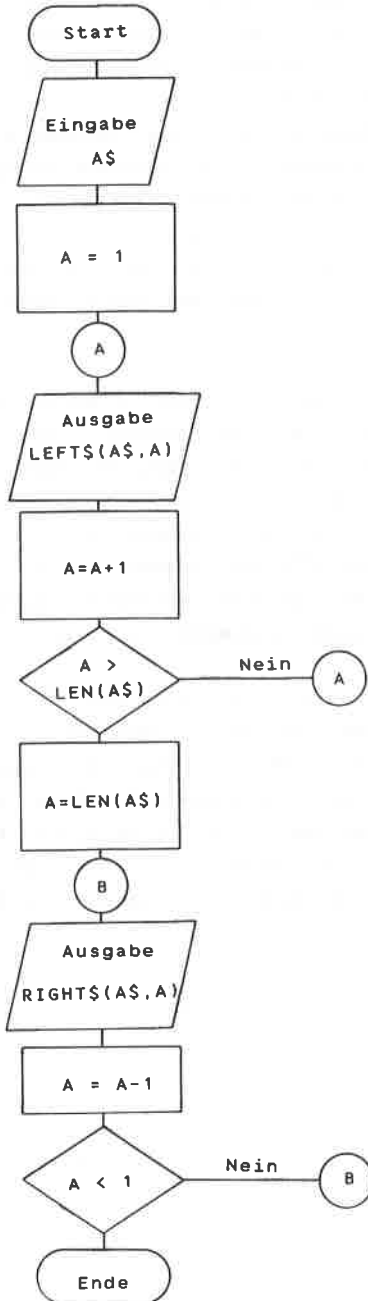 Start
Eingabe
A$
A = 1
A
Ausgabe
LEFT$(A$,A)
A=A+1
A >
LEN(A$)
Nein
A
A=LEN(A$)
B
Ausgabe
RIGHT$(A$,A)
A = A-1
A < 1
Nein
B
Ende